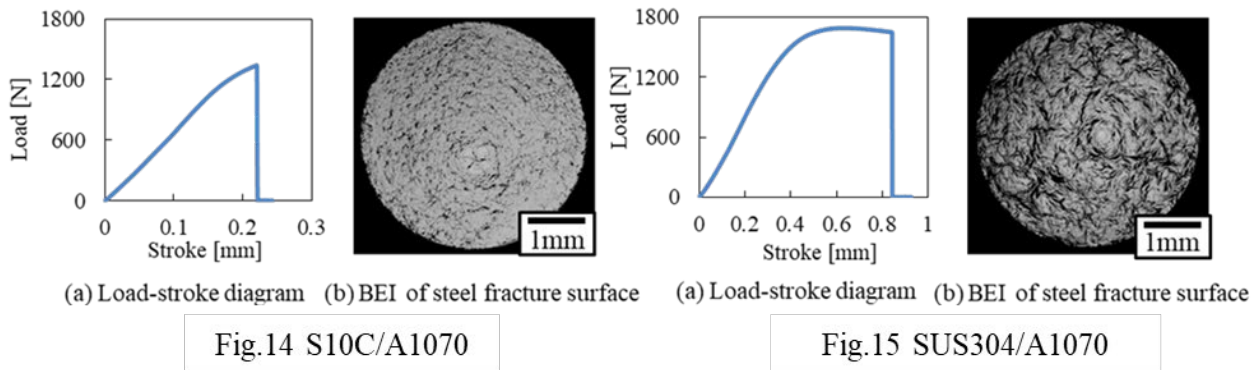 1800
1200
600
0
Load [N]
0 0.1 0.2 0.3
Stroke [mm]
1mm
(a) Load-stroke diagram (b) BEI of steel fracture surface
Fig.14 S10C/A1070
1800
1200
600
0
Load [N]
0 0.2 0.4 0.6 0.8 1
Stroke [mm]
1mm
(a) Load-stroke diagram (b) BEI of steel fracture surface
Fig.15 SUS304/A1070